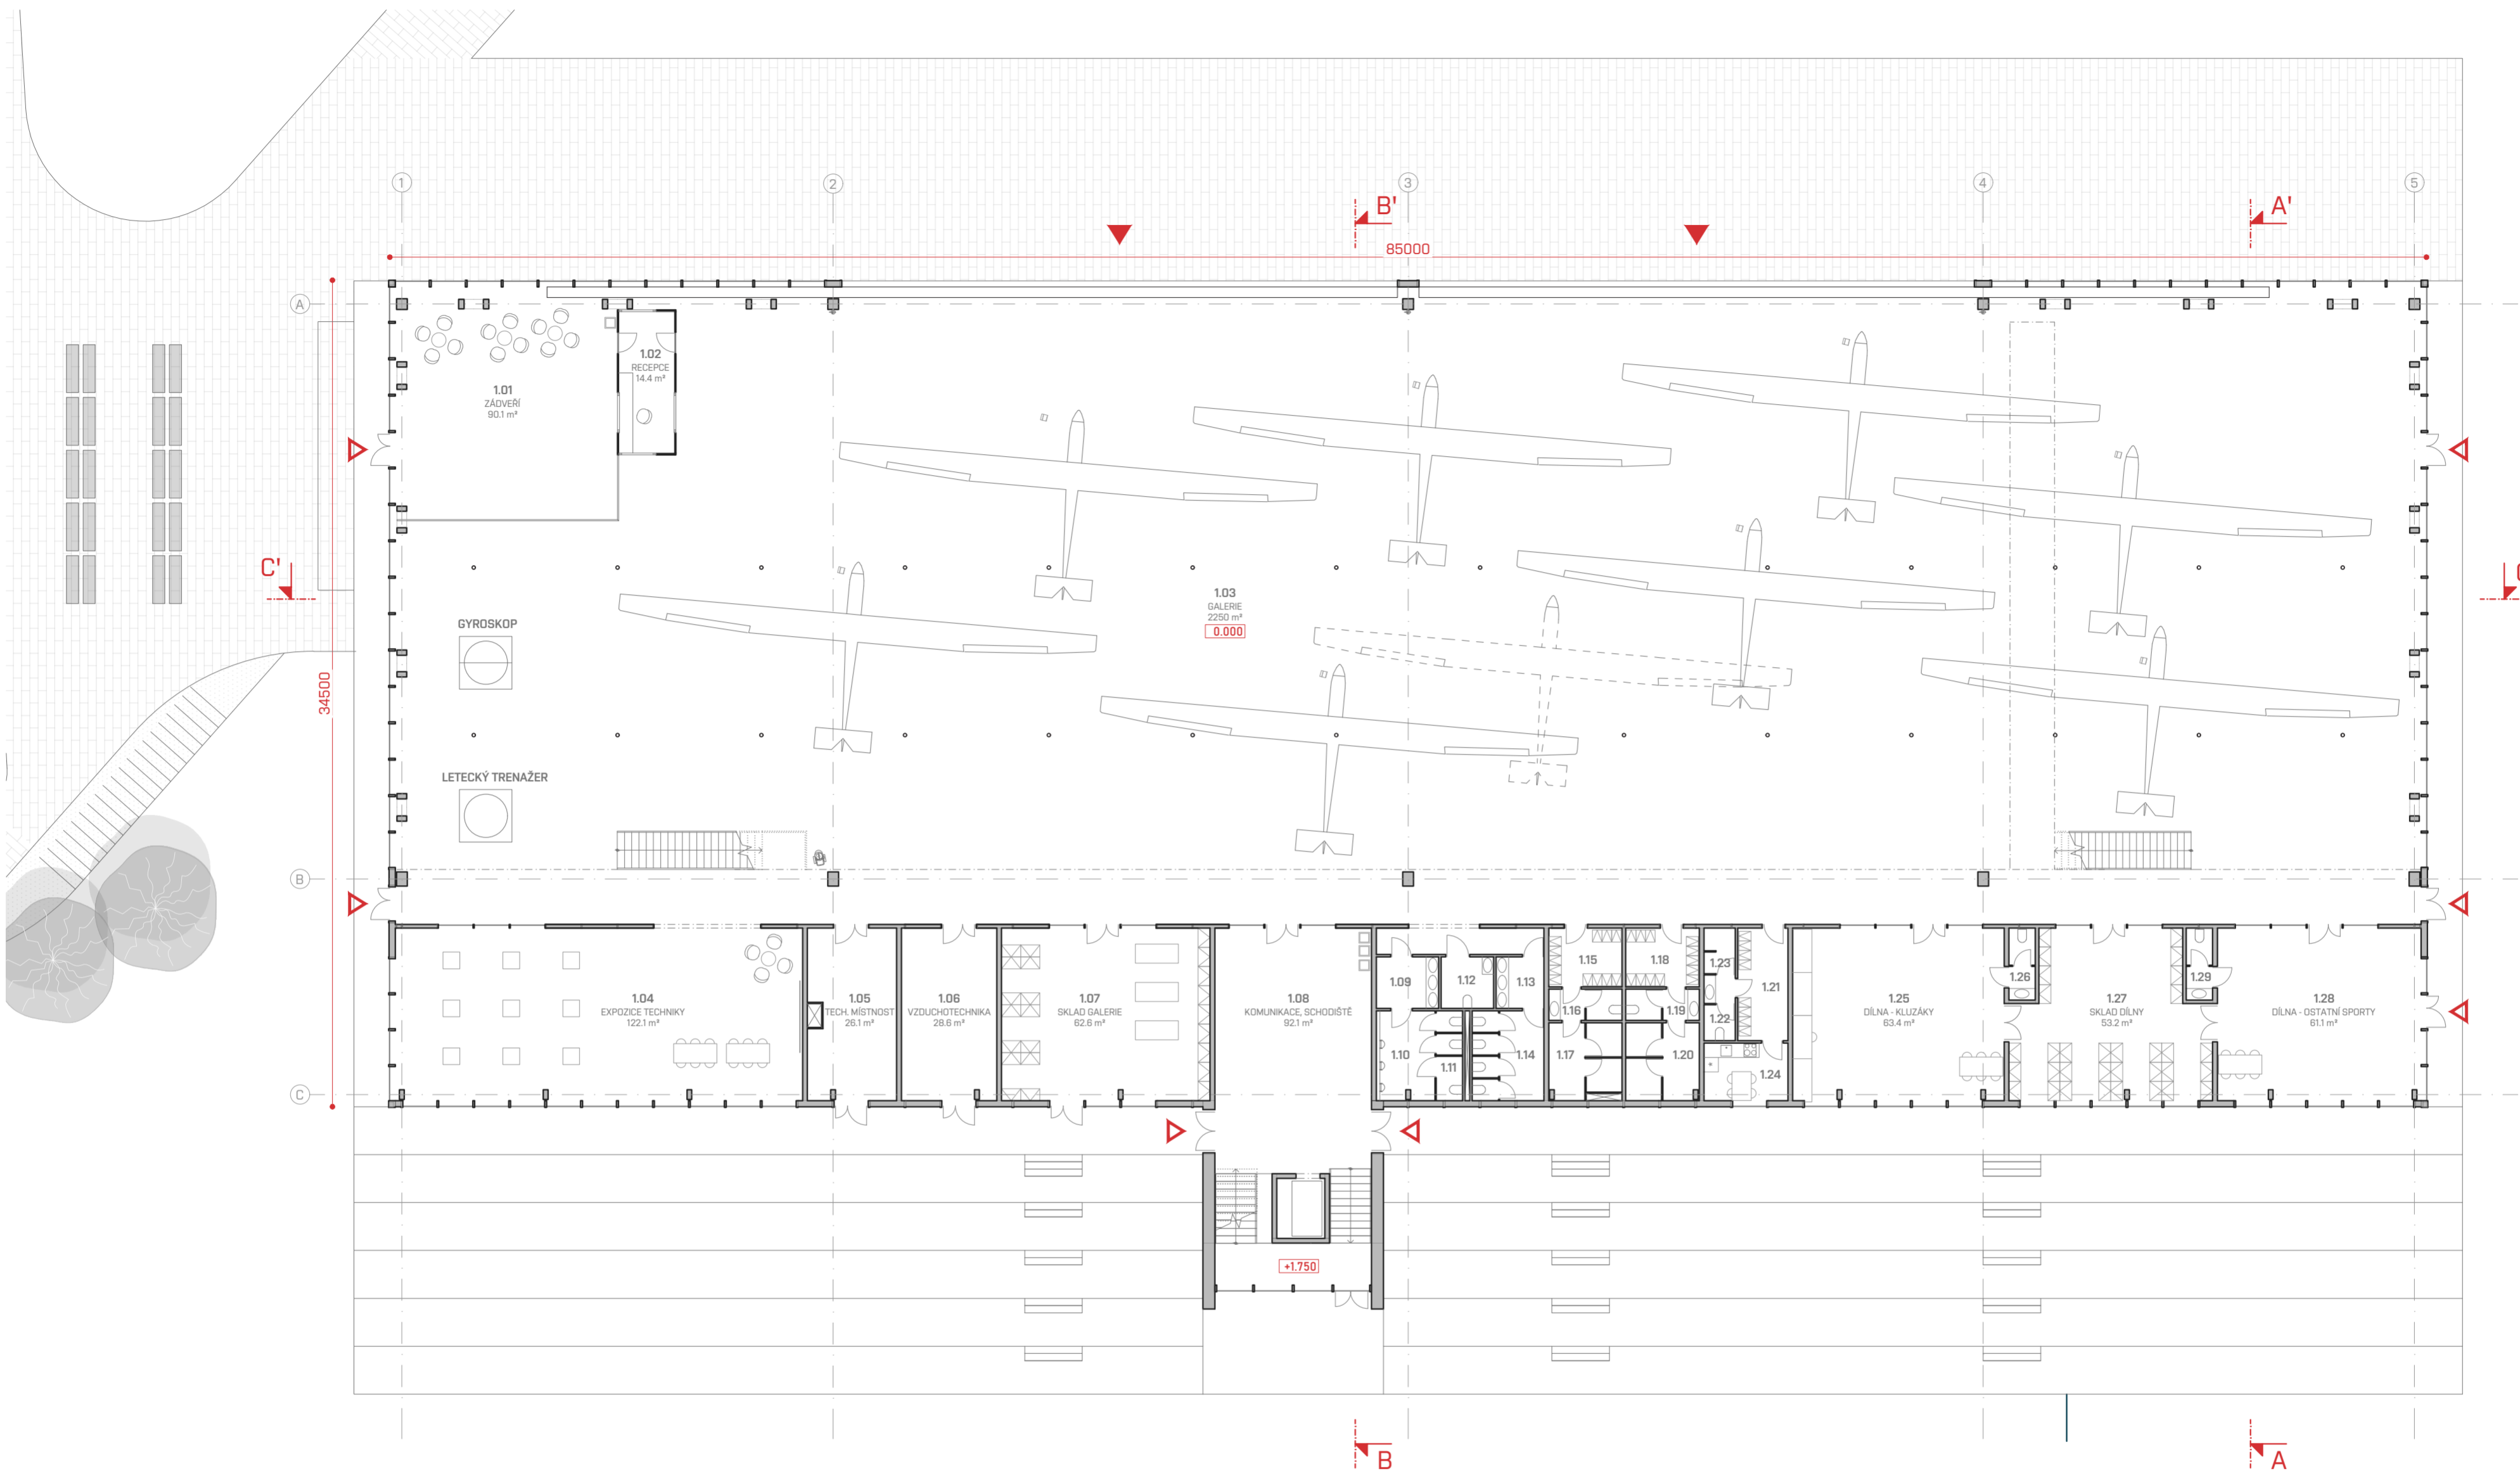 1
2
3
4
5
B'
A'
85000
A
1.02
RECEPCE
14.4 m²
1.01
ZÁDVEŘÍ
90.1 m²
C'
1.03
GALERIE
2250 m²
0.000
GYROSKOP
34500
LETECKÝ TRENAŽER
B
1.04
EXPOZICE TECHNIKY
122.1 m²
1.05
TECH. MÍSTNOST
26.1 m²
1.06
VZDUCHOTECHNIKA
28.6 m²
1.07
SKLAD GALERIE
62.6 m²
1.08
KOMUNIKACE, SCHODIŠTĚ
92.1 m²
1.09
1.10
1.11
1.12
1.13
1.14
1.15
1.16
1.17
1.18
1.19
1.20
1.21
1.22
1.23
1.24
1.25
DÍLNA - KLUZÁKY
63.4 m²
1.26
1.27
SKLAD DÍLNY
53.2 m²
1.29
1.28
DÍLNA - OSTATNÍ SPORTY
61.1 m²
C
+1.750
B
A